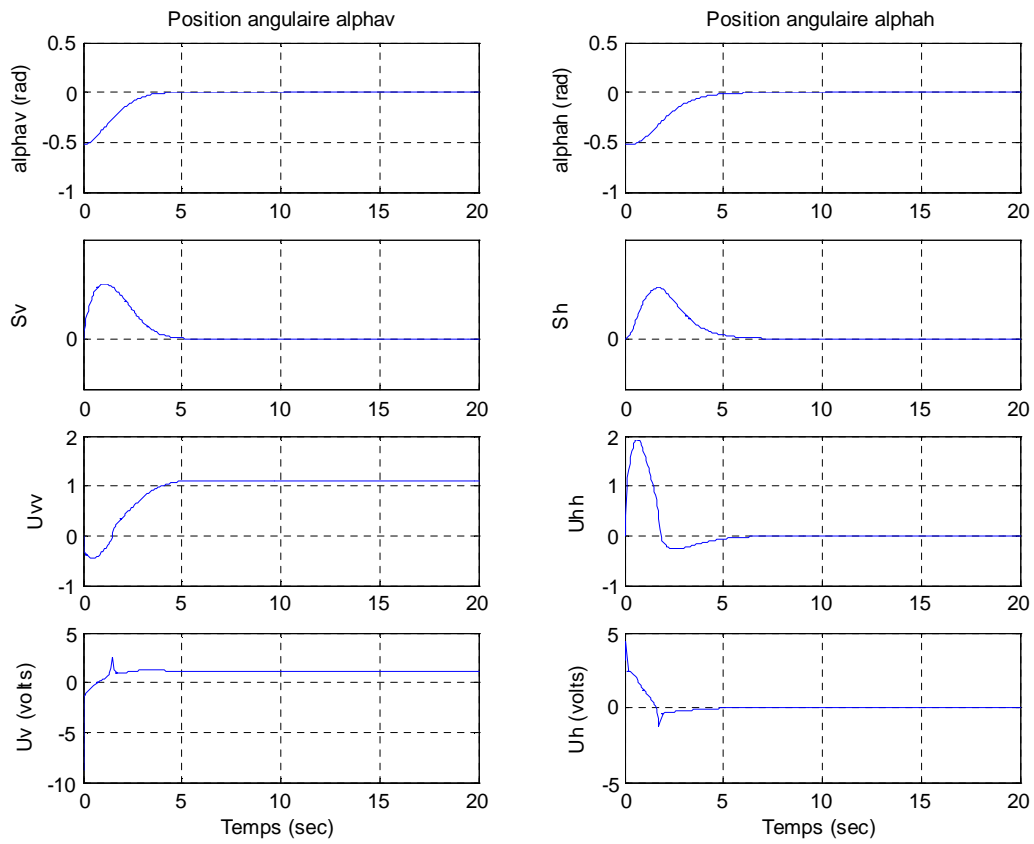 Position angulaire alphav
0.5
0
-0.5
-1
alphav (rad)
0 5 10 15 20
Position angulaire alphah
0.5
0
-0.5
-1
alphah (rad)
0 5 10 15 20
0
Sv
0 5 10 15 20
0
Sh
0 5 10 15 20
2
1
0
-1
Uvv
0 5 10 15 20
2
1
0
-1
Uhh
0 5 10 15 20
5
0
-5
-10
Uv (volts)
0 5 10 15 20
Temps (sec)
5
0
-5
Uh (volts)
0 5 10 15 20
Temps (sec)